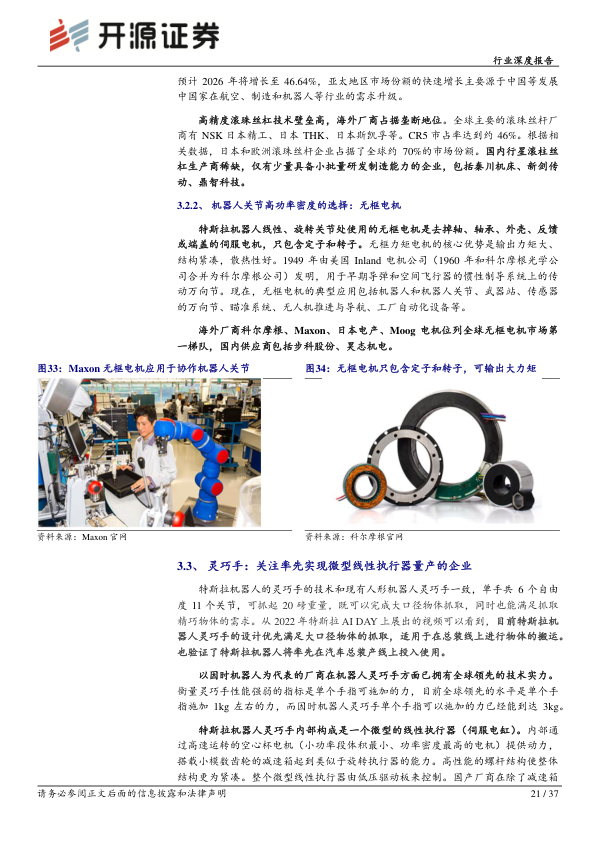 开源证券
行业深度报告
预计 2026 年将增长至 46.64%，亚太地区市场份额的快速增长主要源于中国等发展
中国家在航空、制造和机器人等行业的需求升级。
高精度滚珠丝杠技术壁垒高，海外厂商占据垄断地位。全球主要的滚珠丝杆厂
商有 NSK 日本精工、日本 THK、日本斯凯孚等。CR5 市占率达到约 46%。根据相
关数据，日本和欧洲滚珠丝杆企业占据了全球约 70%的市场份额。国内行星滚柱丝
杠生产商稀缺，仅有少量具备小批量研发制造能力的企业，包括秦川机床、新剑传
动、鼎智科技。
3.2.2、 机器人关节高功率密度的选择：无框电机
特斯拉机器人线性、旋转关节处使用的无框电机是去掉轴、轴承、外壳、反馈
或端盖的伺服电机，只包含定子和转子。无框力矩电机的核心优势是输出力矩大、
结构紧凑，散热性好。1949 年由美国 Inland 电机公司（1960 年和科尔摩根光学公
司合并为科尔摩根公司）发明，用于早期导弹和空间飞行器的惯性制导系统上的传
动万向节。现在，无框电机的典型应用包括机器人和机器人关节、武器站、传感器
的万向节、瞄准系统、无人机推进与导航、工厂自动化设备等。
海外厂商科尔摩根、Maxon、日本电产、Moog 电机位列全球无框电机市场第
一梯队，国内供应商包括步科股份、昊志机电。
图33：Maxon 无框电机应用于协作机器人关节
图34：无框电机只包含定子和转子，可输出大力矩
资料来源：Maxon 官网
资料来源：科尔摩根官网
3.3、 灵巧手：关注率先实现微型线性执行器量产的企业
特斯拉机器人的灵巧手的技术和现有人形机器人灵巧手一致，单手共 6 个自由
度 11 个关节，可抓起 20 磅重量，既可以完成大口径物体抓取，同时也能满足抓取
精巧物体的需求。从 2022 年特斯拉 AI DAY 上展出的视频可以看到，目前特斯拉机
器人灵巧手的设计优先满足大口径物体的抓取，适用于在总装线上进行物体的搬运。
也验证了特斯拉机器人将率先在汽车总装产线上投入使用。
以因时机器人为代表的厂商在机器人灵巧手方面已拥有全球领先的技术实力。
衡量灵巧手性能强弱的指标是单个手指可施加的力，目前全球领先的水平是单个手
指施加 1kg 左右的力，而因时机器人灵巧手单个手指可以施加的力已经能到达 3kg。
特斯拉机器人灵巧手内部构成是一个微型的线性执行器（伺服电缸）。内部通
过高速运转的空心杯电机（小功率段体积最小、功率密度最高的电机）提供动力，
搭载小模数齿轮的减速箱起到类似于旋转执行器的能力。高性能的螺杆结构使整体
结构更为紧凑。整个微型线性执行器由低压驱动板来控制。国产厂商在除了减速箱
请务必参阅正文后面的信息披露和法律声明
21 / 37